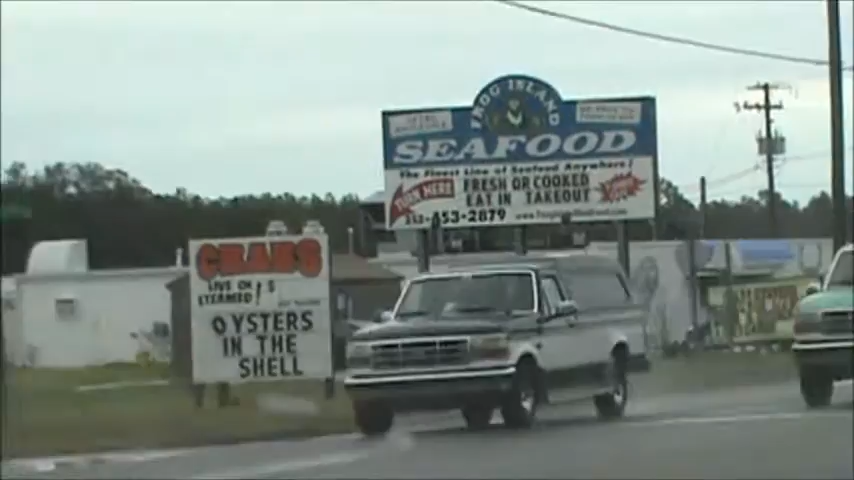 FROG ISLAND
SEAFOOD
The Finest Line of Seafood Anywhere!
TURN HERE
FRESH OR COOKED
EAT IN TAKEOUT
453-2879
CRABS
LIVE OR
STEAMED!
OYSTERS
IN THE
SHELL